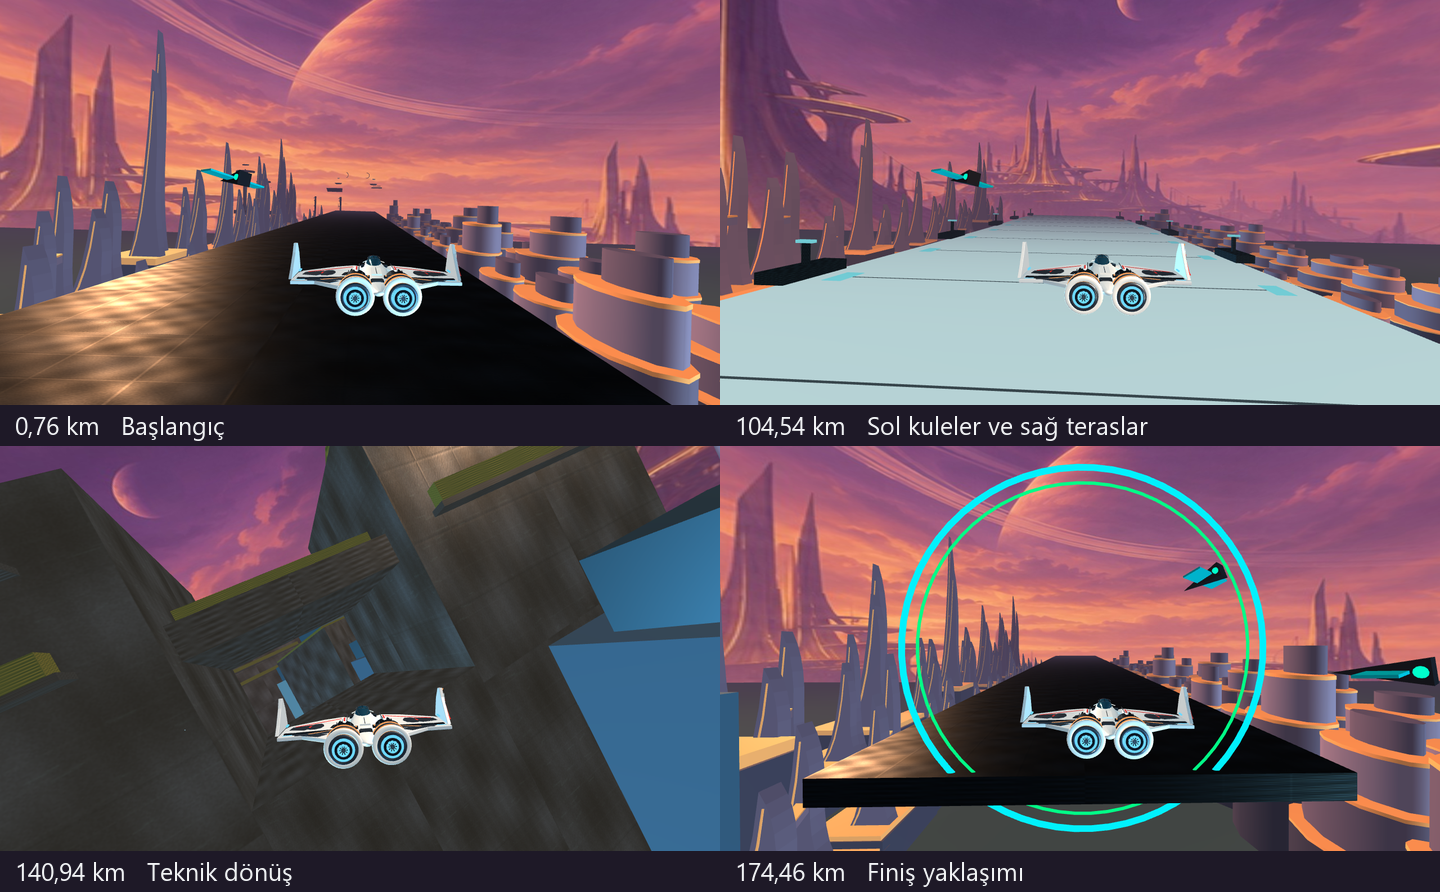 0,76 km Başlangıç
104,54 km Sol kuleler ve sağ teraslar
140,94 km Teknik dönüş
174,46 km Finiş yaklaşımı